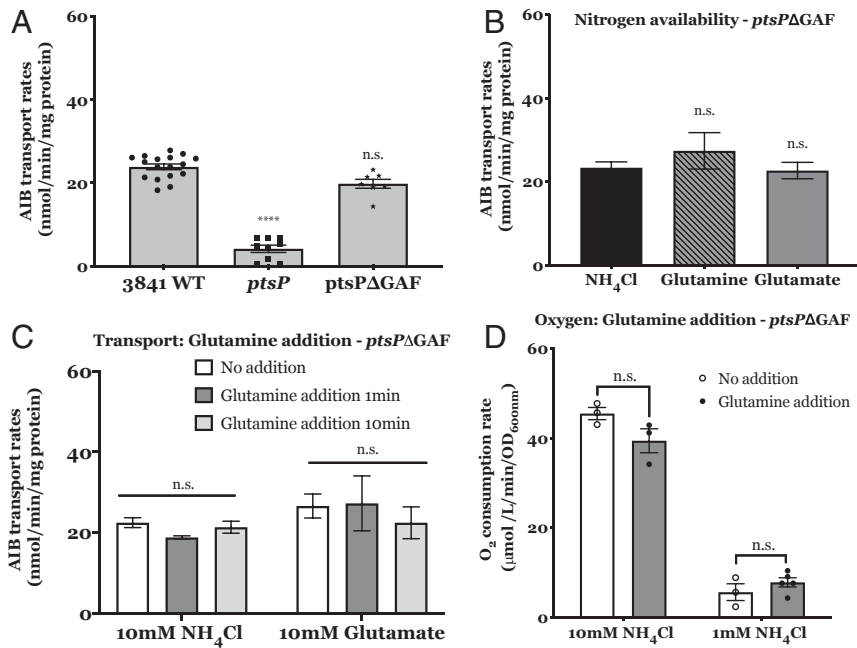 A
AIB transport rates
(nmol/min/mg protein)
60
40
20
0
****
n.s.
3841 WT
ptsP
ptsPΔGAF
B
Nitrogen availability - ptsPΔGAF
AIB transport rates
(nmol/min/mg protein)
60
40
20
0
n.s.
n.s.
NH₄Cl
Glutamine
Glutamate
C
Transport: Glutamine addition - ptsPΔGAF
No addition
Glutamine addition 1min
Glutamine addition 10min
AIB transport rates
(nmol/min/mg protein)
60
40
20
0
n.s.
n.s.
10mM NH₄Cl
10mM Glutamate
D
Oxygen: Glutamine addition - ptsPΔGAF
No addition
Glutamine addition
O₂ consumption rate
(μmol /L/min/OD₆₀₀ₙₘ)
60
40
20
0
n.s.
n.s.
10mM NH₄Cl
1mM NH₄Cl